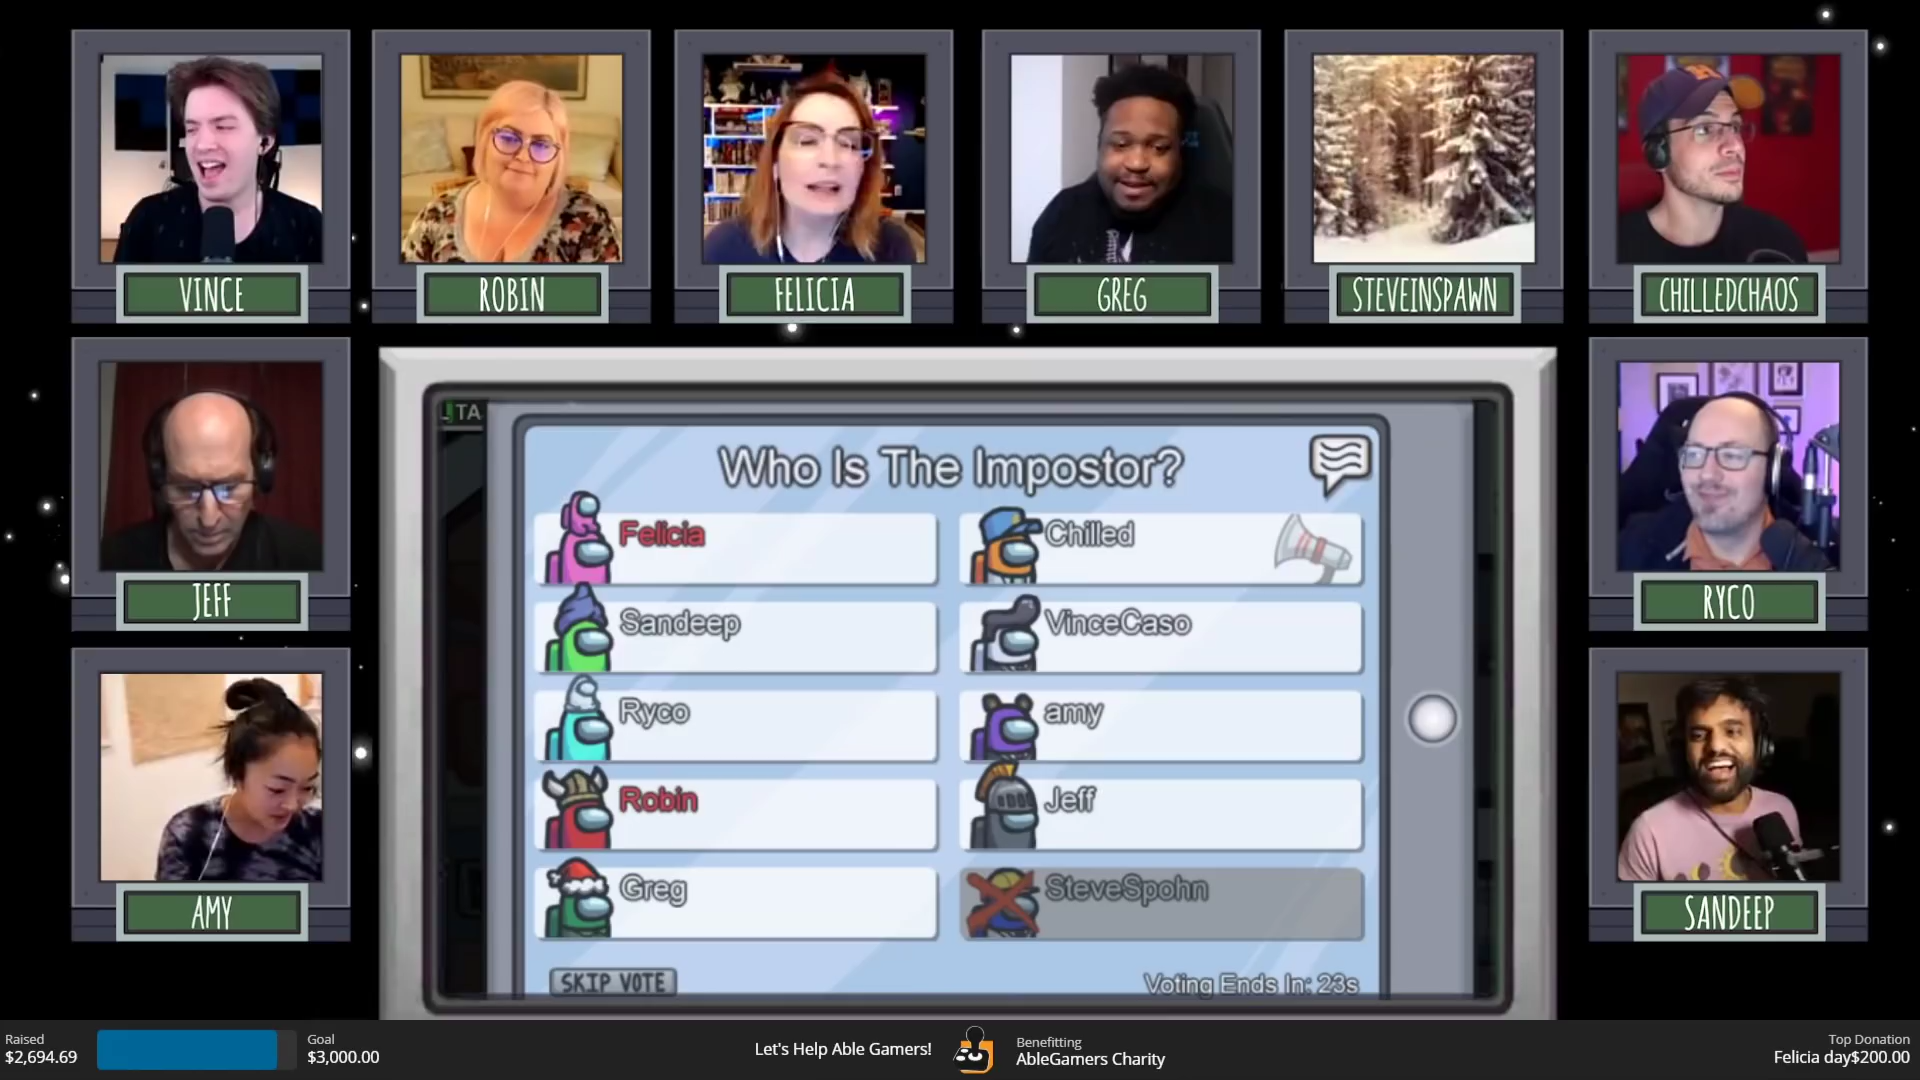 VINCE
ROBIN
FELICIA
GREG
STEVEINSPAWN
CHILLEDCHAOS
JEFF
RYCO
AMY
SANDEEP
TA
Who Is The Impostor?
Felicia
Chilled
Sandeep
VinceCaso
Ryco
amy
Robin
Jeff
Greg
SteveSpohn
SKIP VOTE
Voting Ends In: 23s
Raised
$2,694.69
Goal
$3,000.00
Let's Help Able Gamers!
Benefitting
AbleGamers Charity
Top Donation
Felicia day$200.00